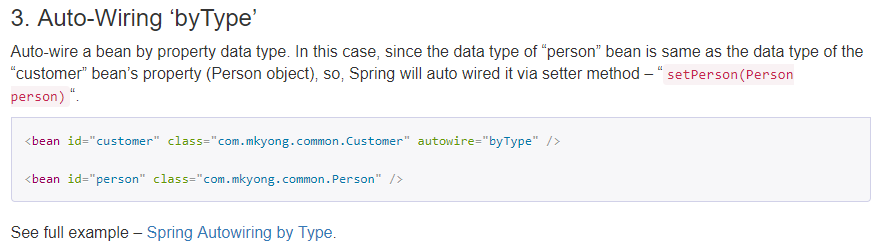 3. Auto-Wiring ‘byType’
Auto-wire a bean by property data type. In this case, since the data type of “person” bean is same as the data type of the
“customer” bean’s property (Person object), so, Spring will auto wired it via setter method – “setPerson(Person
person) “.
<bean id="customer" class="com.mkyong.common.Customer" autowire="byType" />
<bean id="person" class="com.mkyong.common.Person" />
See full example – Spring Autowiring by Type.